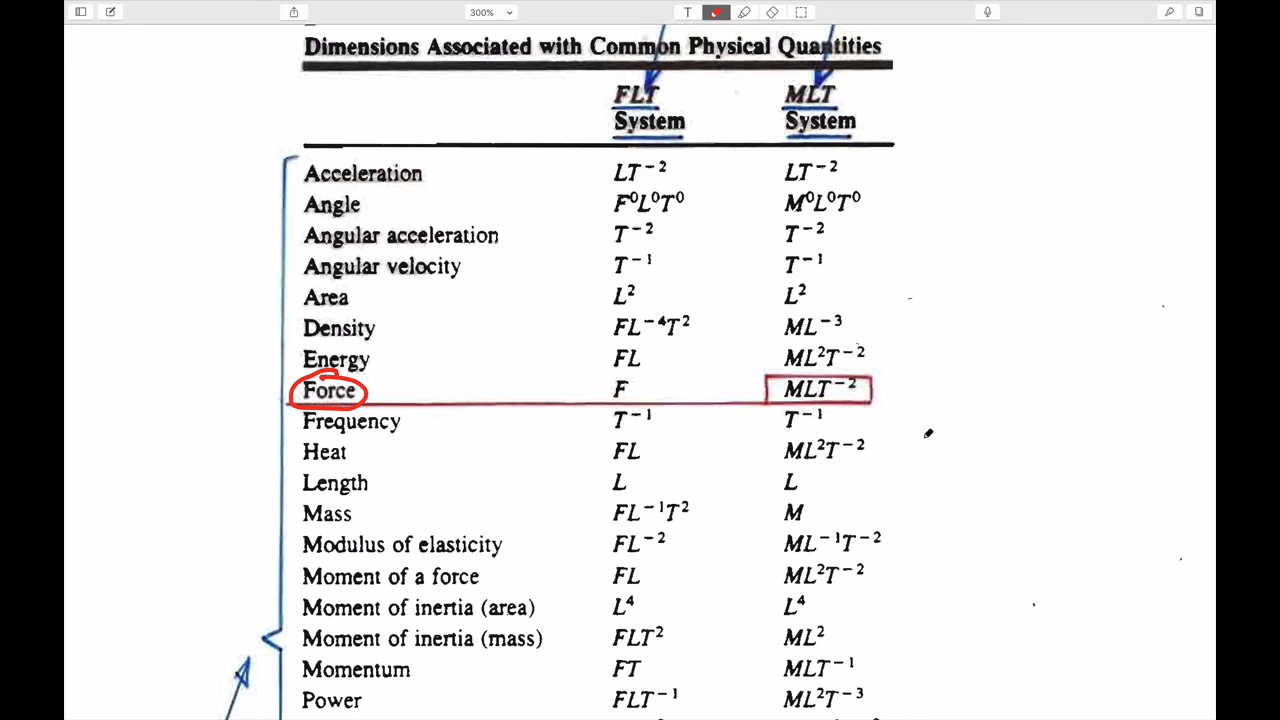 300%
T
Dimensions Associated with Common Physical Quantities
FLT System MLT System
Acceleration LT⁻² LT⁻²
Angle F⁰L⁰T⁰ M⁰L⁰T⁰
Angular acceleration T⁻² T⁻²
Angular velocity T⁻¹ T⁻¹
Area L² L²
Density FL⁻⁴T² ML⁻³
Energy FL ML²T⁻²
Force F MLT⁻²
Frequency T⁻¹ T⁻¹
Heat FL ML²T⁻²
Length L L
Mass FL⁻¹T² M
Modulus of elasticity FL⁻² ML⁻¹T⁻²
Moment of a force FL ML²T⁻²
Moment of inertia (area) L⁴ L⁴
Moment of inertia (mass) FLT² ML²
Momentum FT MLT⁻¹
Power FLT⁻¹ ML²T⁻³